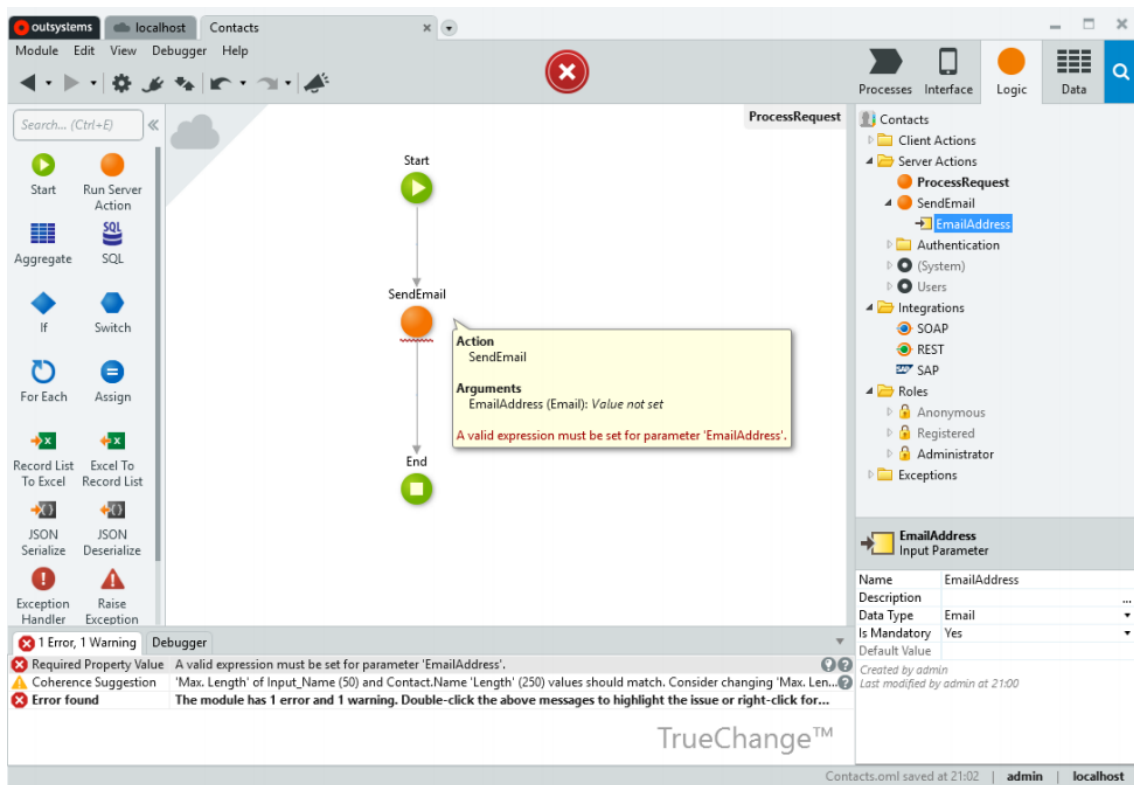 outsystems localhost Contacts
Module Edit View Debugger Help
Processes Interface Logic Data
Search... (Ctrl+E)
Start
Run Server
Action
Aggregate
SQL
SQL
If
Switch
For Each
Assign
Record List
To Excel
Excel To
Record List
JSON
Serialize
JSON
Deserialize
Exception
Handler
Raise
Exception
ProcessRequest
Start
SendEmail
Action
SendEmail
Arguments
EmailAddress (Email): Value not set
A valid expression must be set for parameter 'EmailAddress'.
End
Contacts
Client Actions
Server Actions
ProcessRequest
SendEmail
EmailAddress
Authentication
(System)
Users
Integrations
SOAP
REST
SAP
SAP
Roles
Anonymous
Registered
Administrator
Exceptions
EmailAddress
Input Parameter
Name EmailAddress
Description ...
Data Type Email
Is Mandatory Yes
Default Value
Created by admin
Last modified by admin at 21:00
1 Error, 1 Warning Debugger
Required Property Value A valid expression must be set for parameter 'EmailAddress'.
Coherence Suggestion 'Max. Length' of Input_Name (50) and Contact.Name 'Length' (250) values should match. Consider changing 'Max. Len...
Error found The module has 1 error and 1 warning. Double-click the above messages to highlight the issue or right-click for...
TrueChange™
Contacts.oml saved at 21:02 | admin | localhost